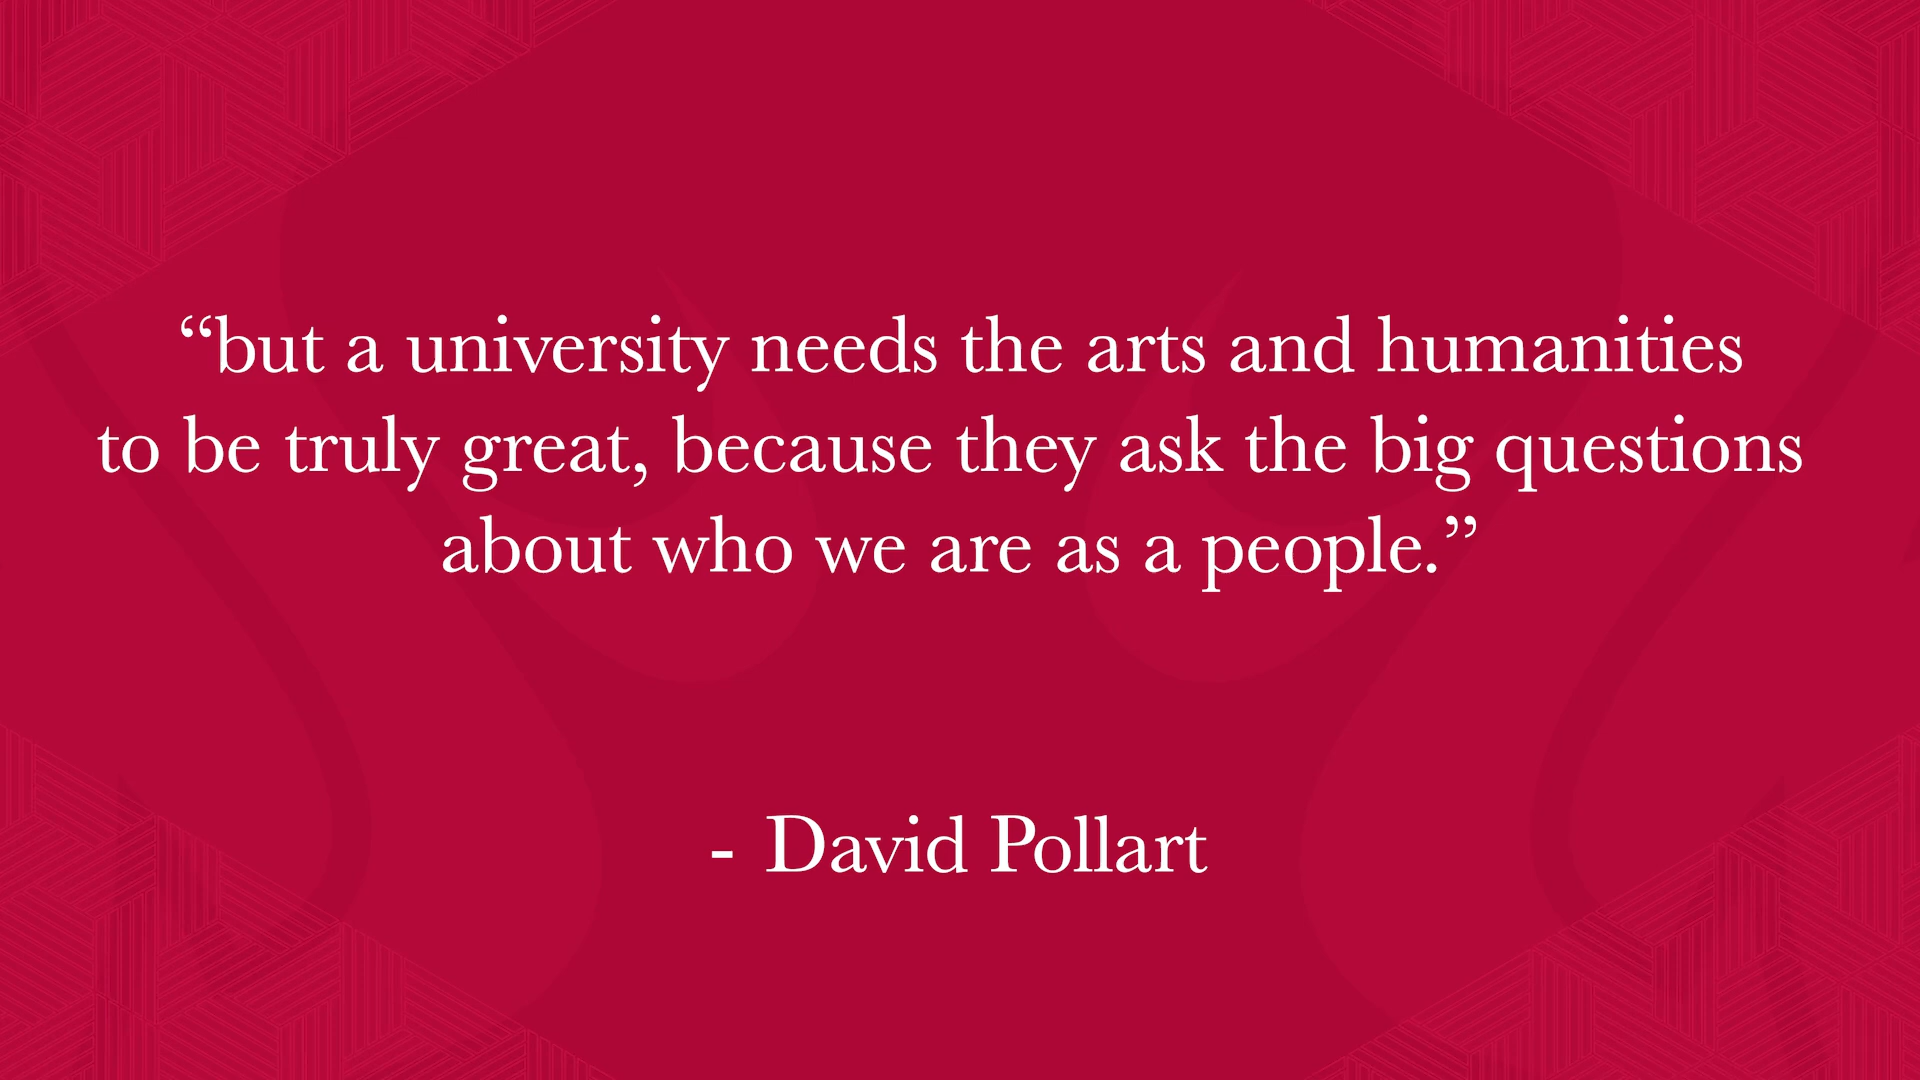 “but a university needs the arts and humanities
to be truly great, because they ask the big questions
about who we are as a people.”
- David Pollart